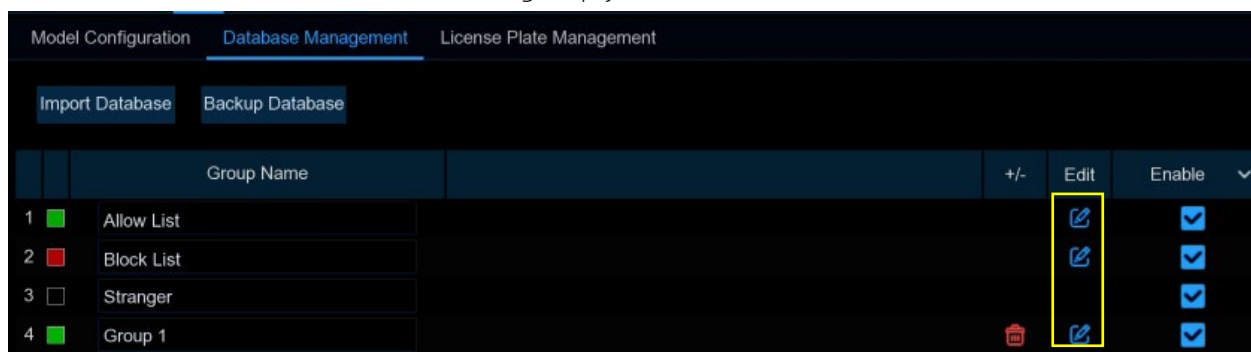 Model Configuration Database Management License Plate Management
Import Database Backup Database
Group Name +/- Edit Enable
1 Allow List
2 Block List
3 Stranger
4 Group 1